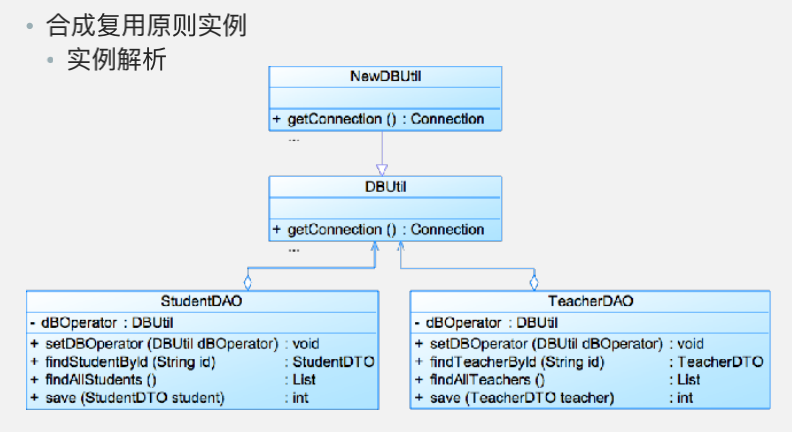 合成复用原则实例
实例解析
NewDBUtil
+ getConnection () : Connection
...
DBUtil
+ getConnection () : Connection
...
StudentDAO
- dBOperator : DBUtil
+ setDBOperator (DBUtil dBOperator) : void
+ findStudentById (String id) : StudentDTO
+ findAllStudents () : List
+ save (StudentDTO student) : int
TeacherDAO
- dBOperator : DBUtil
+ setDBOperator (DBUtil dBOperator) : void
+ findTeacherById (String id) : TeacherDTO
+ findAllTeachers () : List
+ save (TeacherDTO teacher) : int